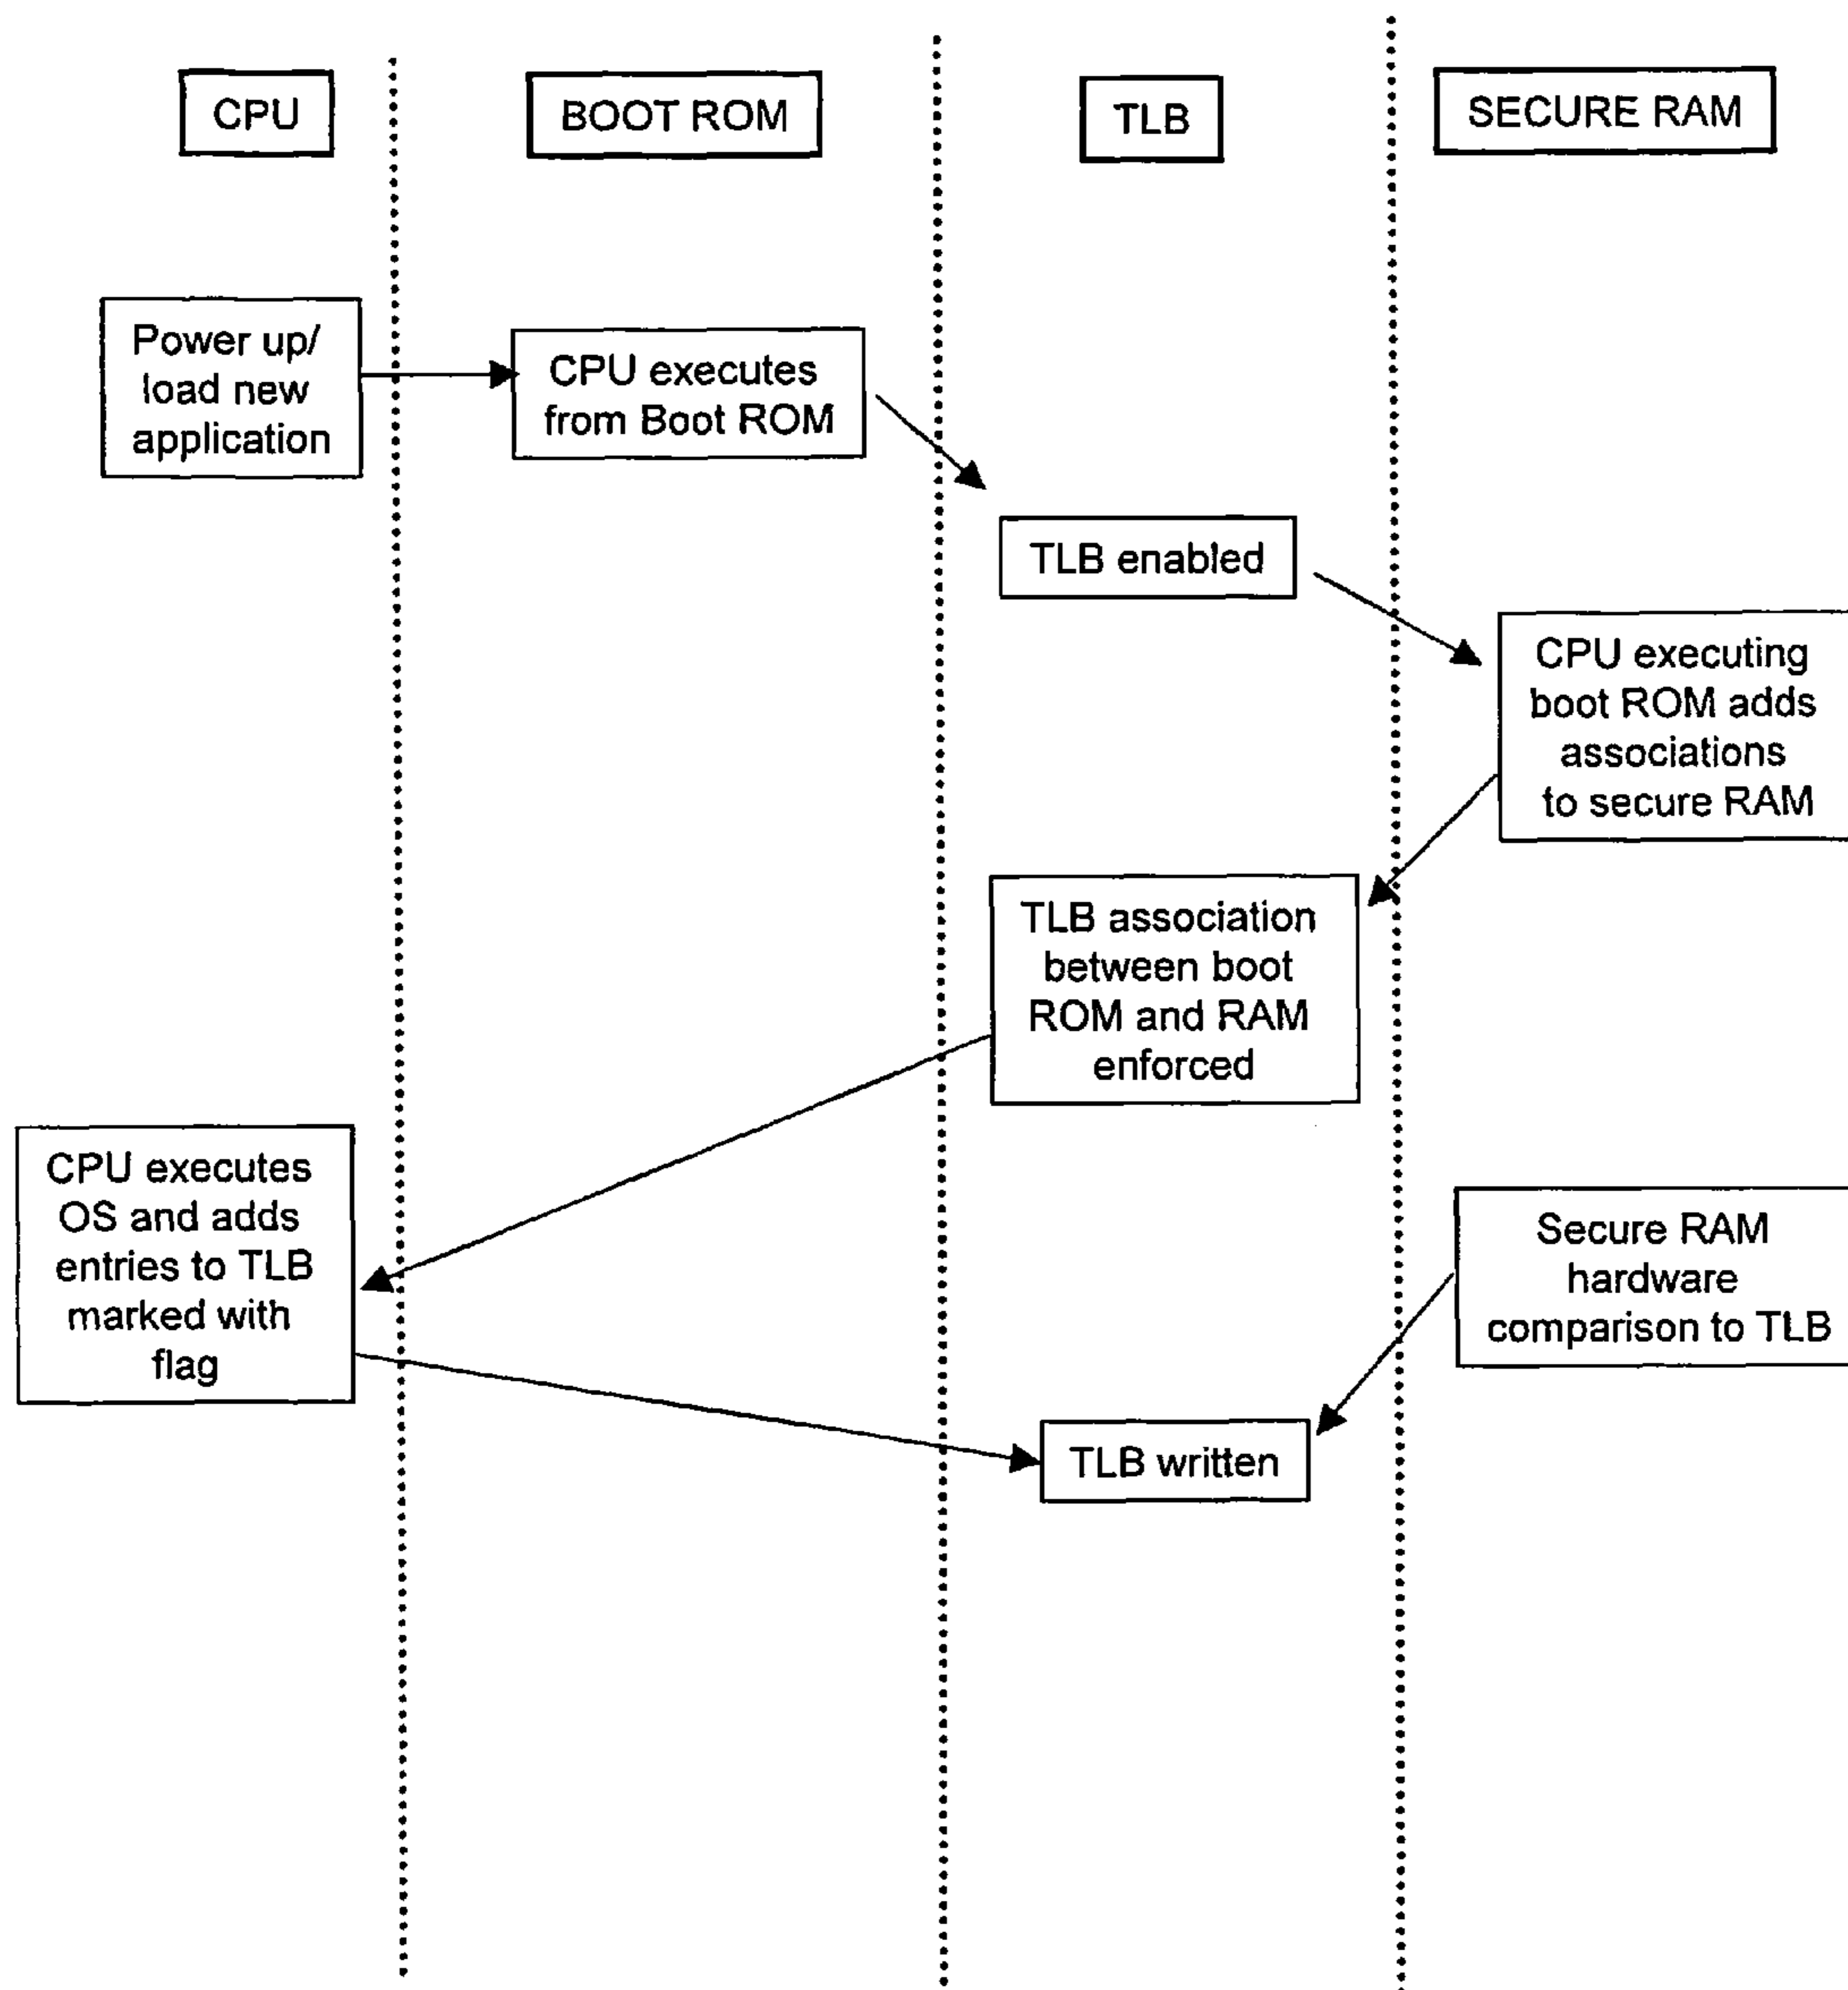 CPU
BOOT ROM
TLB
SECURE RAM
Power up/
load new
application
CPU executes
from Boot ROM
TLB enabled
CPU executing
boot ROM adds
associations
to secure RAM
TLB association
between boot
ROM and RAM
enforced
CPU executes
OS and adds
entries to TLB
marked with
flag
Secure RAM
hardware
comparison to TLB
TLB written